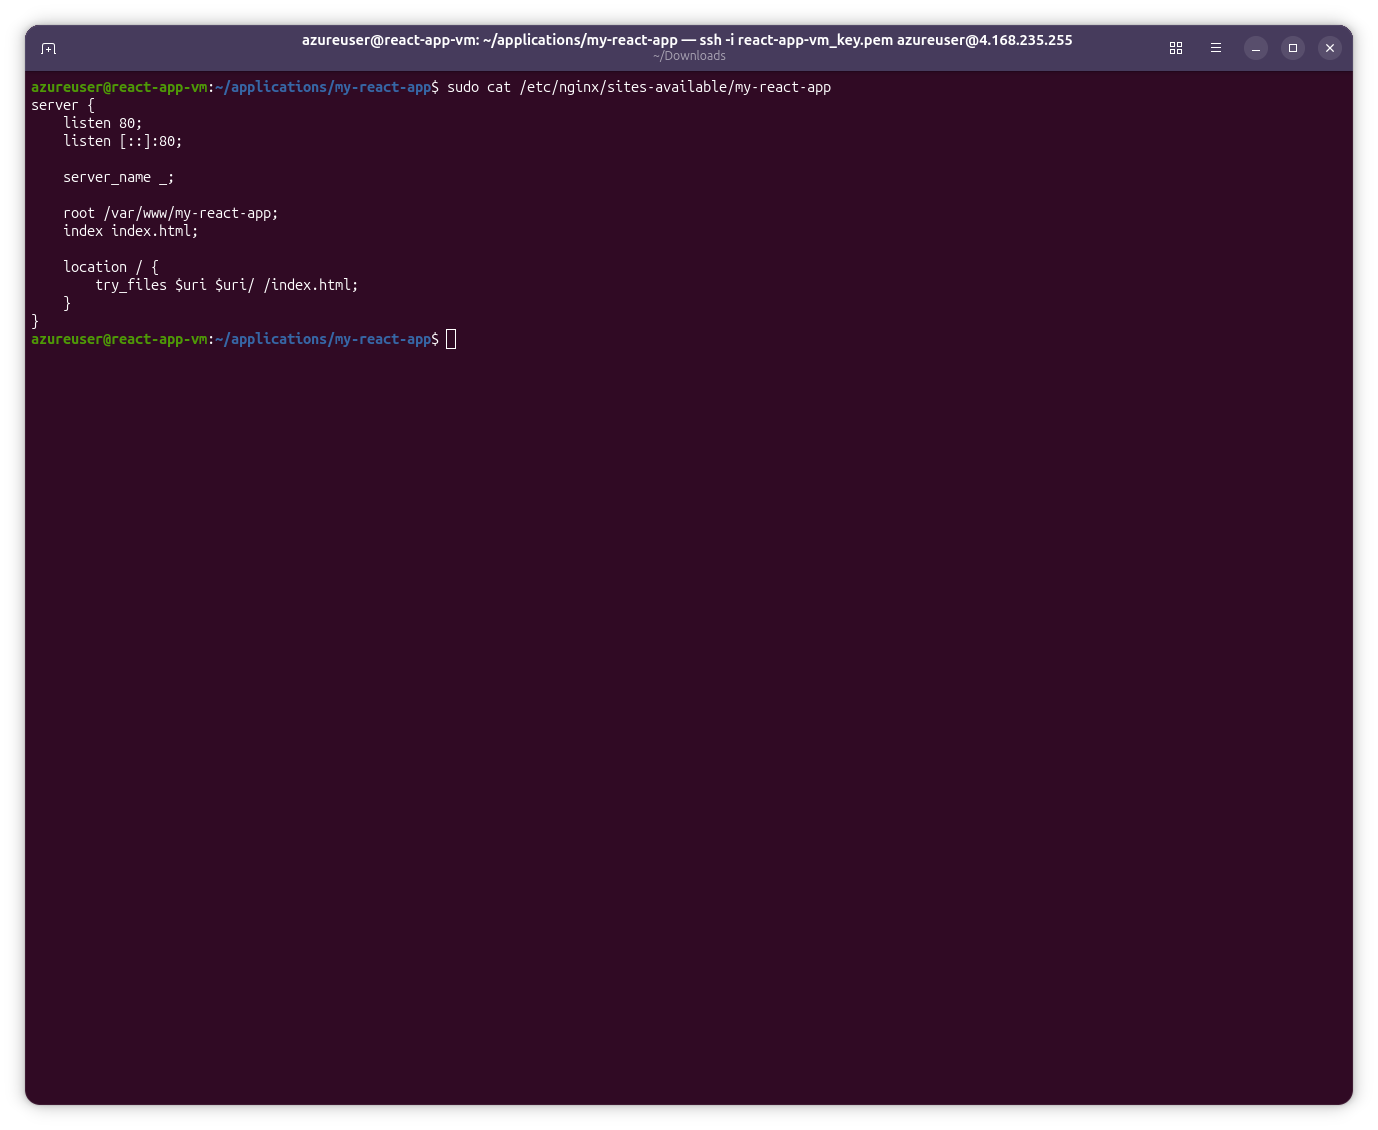 azureuser@react-app-vm: ~/applications/my-react-app — ssh -i react-app-vm_key.pem azureuser@4.168.235.255
~/Downloads
azureuser@react-app-vm:~/applications/my-react-app$ sudo cat /etc/nginx/sites-available/my-react-app
server {
    listen 80;
    listen [::]:80;

    server_name _;

    root /var/www/my-react-app;
    index index.html;

    location / {
        try_files $uri $uri/ /index.html;
    }
}
azureuser@react-app-vm:~/applications/my-react-app$